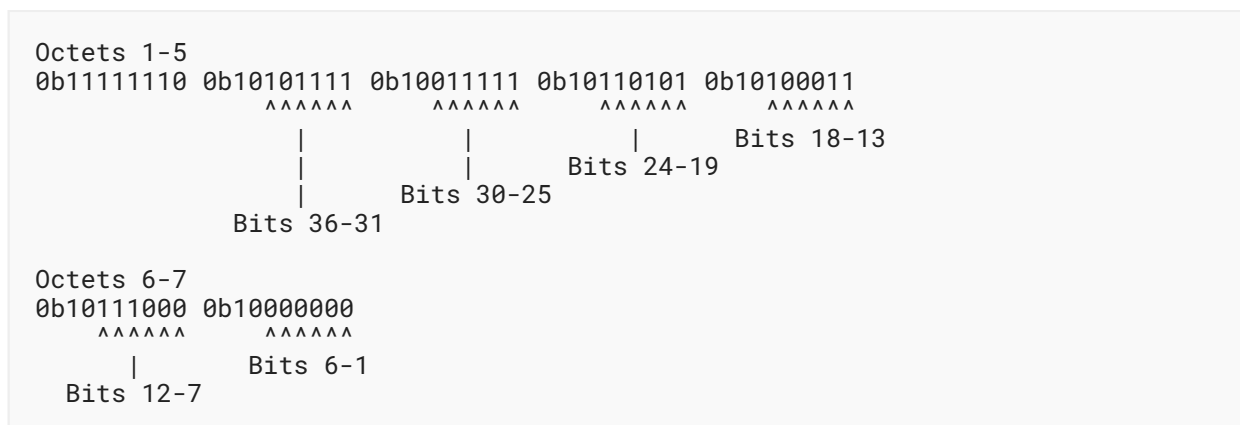 Octets 1-5
0b11111110 0b10101111 0b10011111 0b10110101 0b10100011
^^^^^^ ^^^^^^ ^^^^^^ ^^^^^^
| | | Bits 18-13
| | Bits 24-19
| Bits 30-25
Bits 36-31
Octets 6-7
0b10111000 0b10000000
^^^^^^ ^^^^^^
| Bits 6-1
Bits 12-7